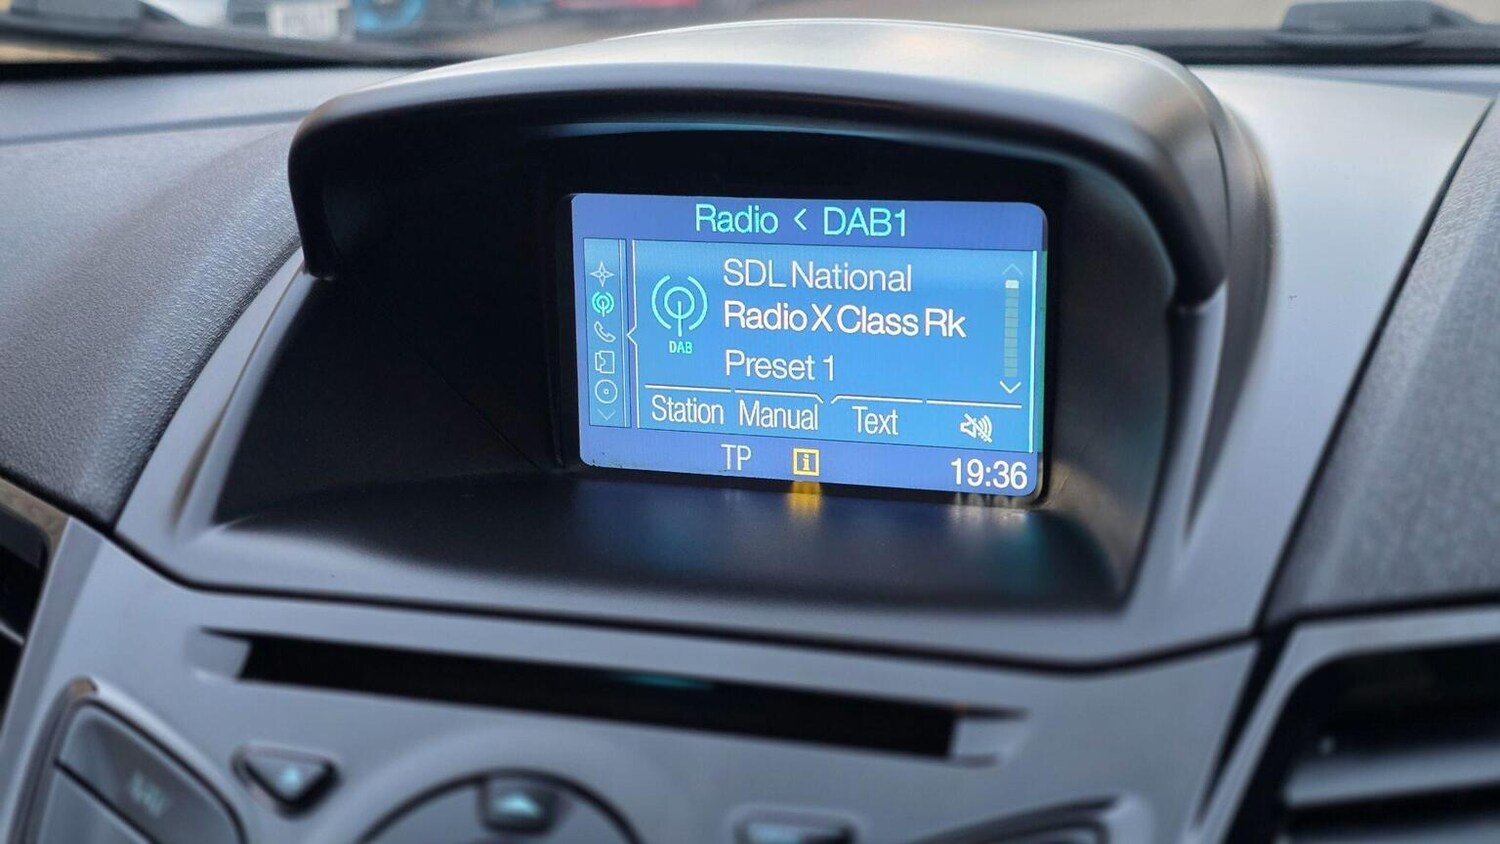 Radio < DAB1
SDL National
Radio X Class Rk
DAB
Preset 1
Station Manual Text
TP i 19:36